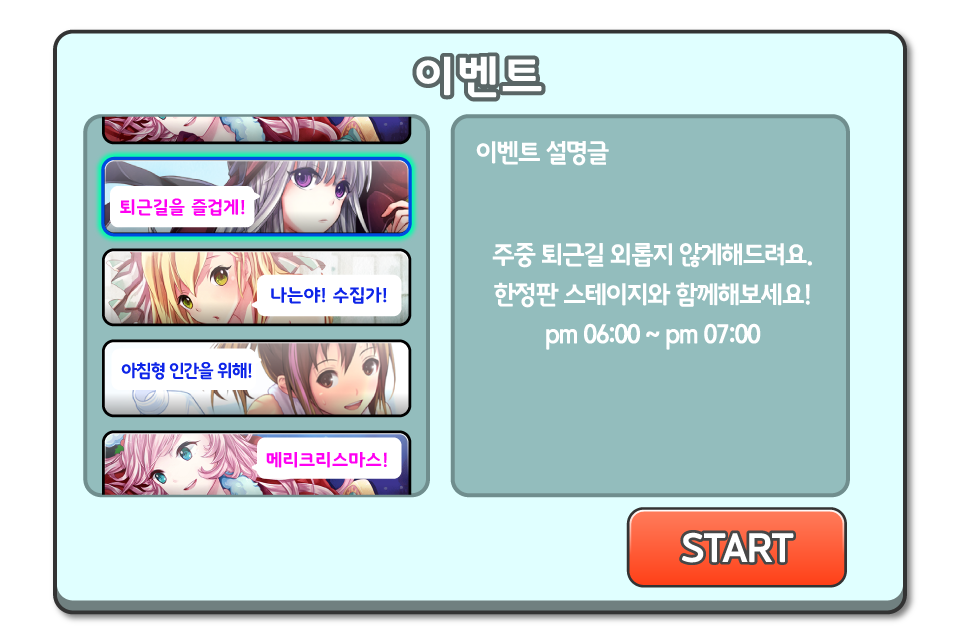 이벤트
퇴근길을 즐겁게!
나는야! 수집가!
아침형 인간을 위해!
메리크리스마스!
이벤트 설명글
주중 퇴근길 외롭지 않게해드려요.
한정판 스테이지와 함께해보세요!
pm 06:00 ~ pm 07:00
START